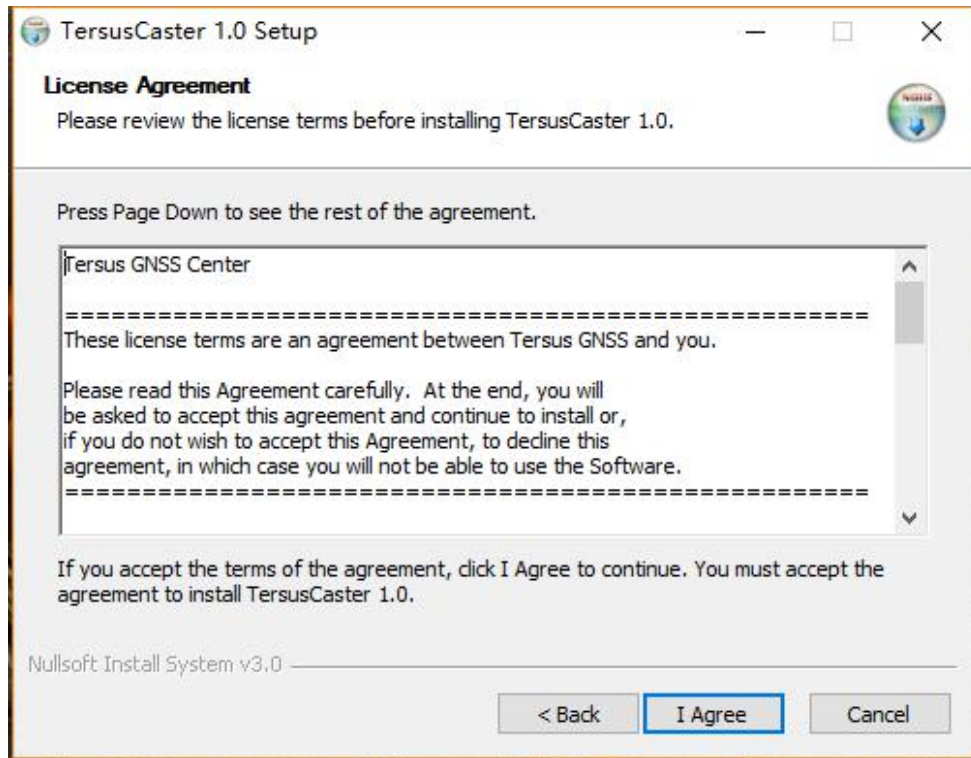 TersusCaster 1.0 Setup
License Agreement
Please review the license terms before installing TersusCaster 1.0.
Press Page Down to see the rest of the agreement.
Tersus GNSS Center
=======================================================
These license terms are an agreement between Tersus GNSS and you.
Please read this Agreement carefully.  At the end, you will
be asked to accept this agreement and continue to install or,
if you do not wish to accept this Agreement, to decline this
agreement, in which case you will not be able to use the Software.
=======================================================
If you accept the terms of the agreement, click I Agree to continue. You must accept the
agreement to install TersusCaster 1.0.
Nullsoft Install System v3.0
< Back
I Agree
Cancel